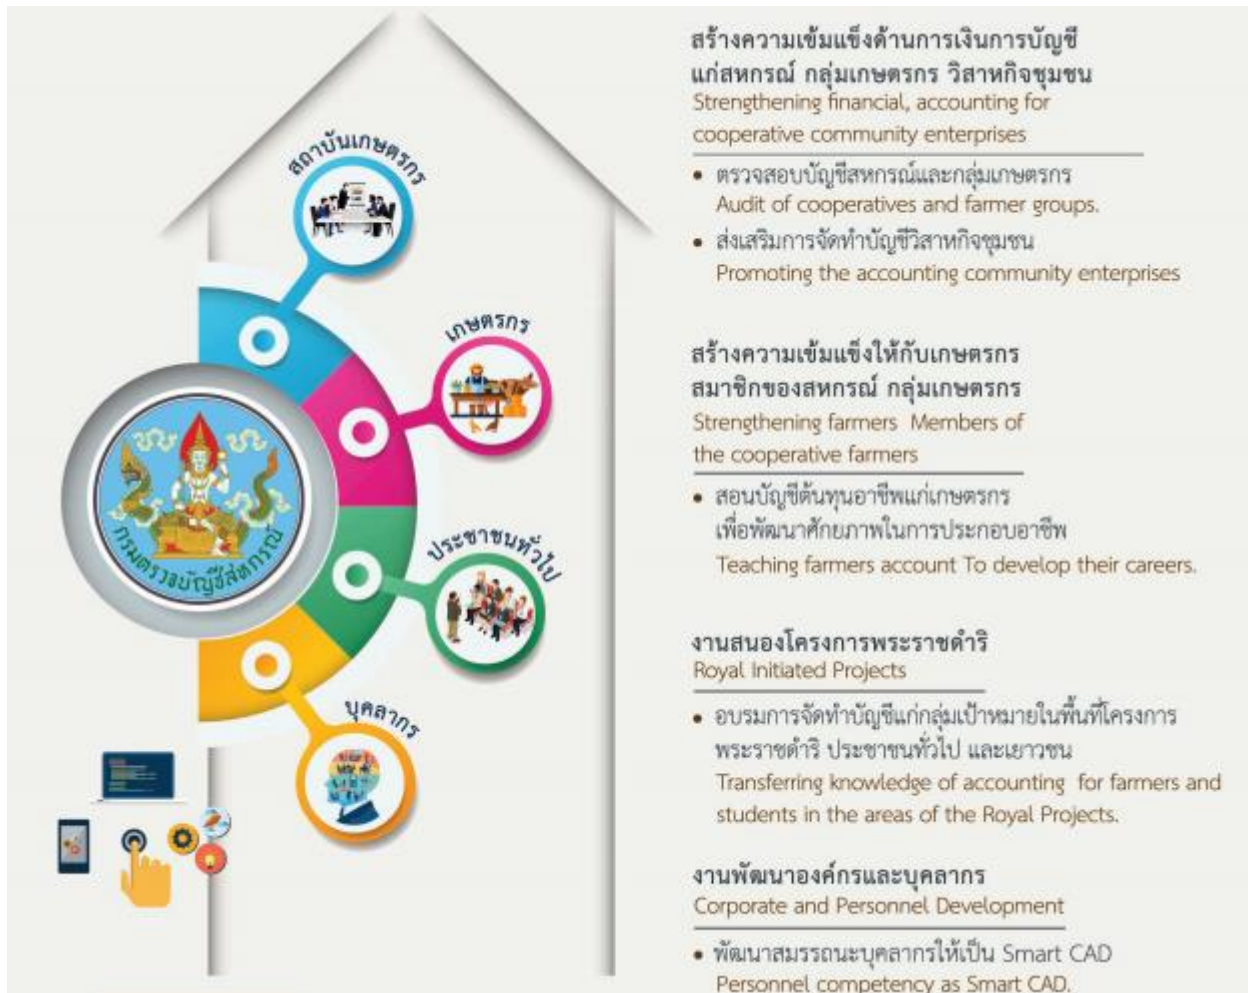 สถาบันเกษตรกร
เกษตรกร
ประชาชนทั่วไป
บุคลากร
กรมตรวจบัญชีสหกรณ์
สร้างความเข้มแข็งด้านการเงินการบัญชี
แก่สหกรณ์ กลุ่มเกษตรกร วิสาหกิจชุมชน
Strengthening financial, accounting for
cooperative community enterprises
• ตรวจสอบบัญชีสหกรณ์และกลุ่มเกษตรกร
Audit of cooperatives and farmer groups.
• ส่งเสริมการจัดทำบัญชีวิสาหกิจชุมชน
Promoting the accounting community enterprises
สร้างความเข้มแข็งให้กับเกษตรกร
สมาชิกของสหกรณ์ กลุ่มเกษตรกร
Strengthening farmers Members of
the cooperative farmers
• สอนบัญชีต้นทุนอาชีพแก่เกษตรกร
เพื่อพัฒนาศักยภาพในการประกอบอาชีพ
Teaching farmers account To develop their careers.
งานสนองโครงการพระราชดำริ
Royal Initiated Projects
• อบรมการจัดทำบัญชีแก่กลุ่มเป้าหมายในพื้นที่โครงการ
พระราชดำริ ประชาชนทั่วไป และเยาวชน
Transferring knowledge of accounting for farmers and
students in the areas of the Royal Projects.
งานพัฒนาองค์กรและบุคลากร
Corporate and Personnel Development
• พัฒนาสมรรถนะบุคลากรให้เป็น Smart CAD
Personnel competency as Smart CAD.